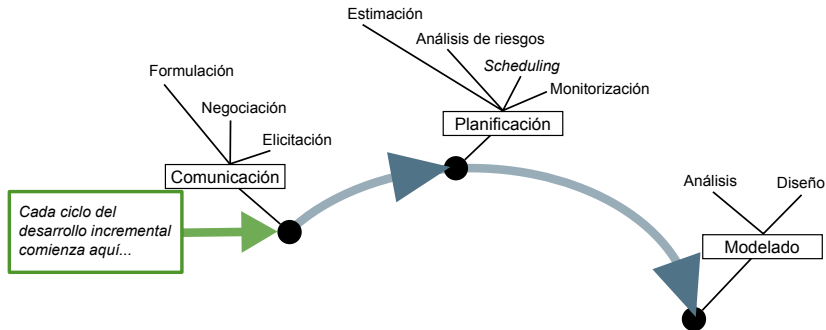 Estimación
Análisis de riesgos
Scheduling
Monitorización
Planificación
Formulación
Negociación
Elicitación
Comunicación
Cada ciclo del
desarrollo incremental
comienza aquí...
Análisis
Diseño
Modelado